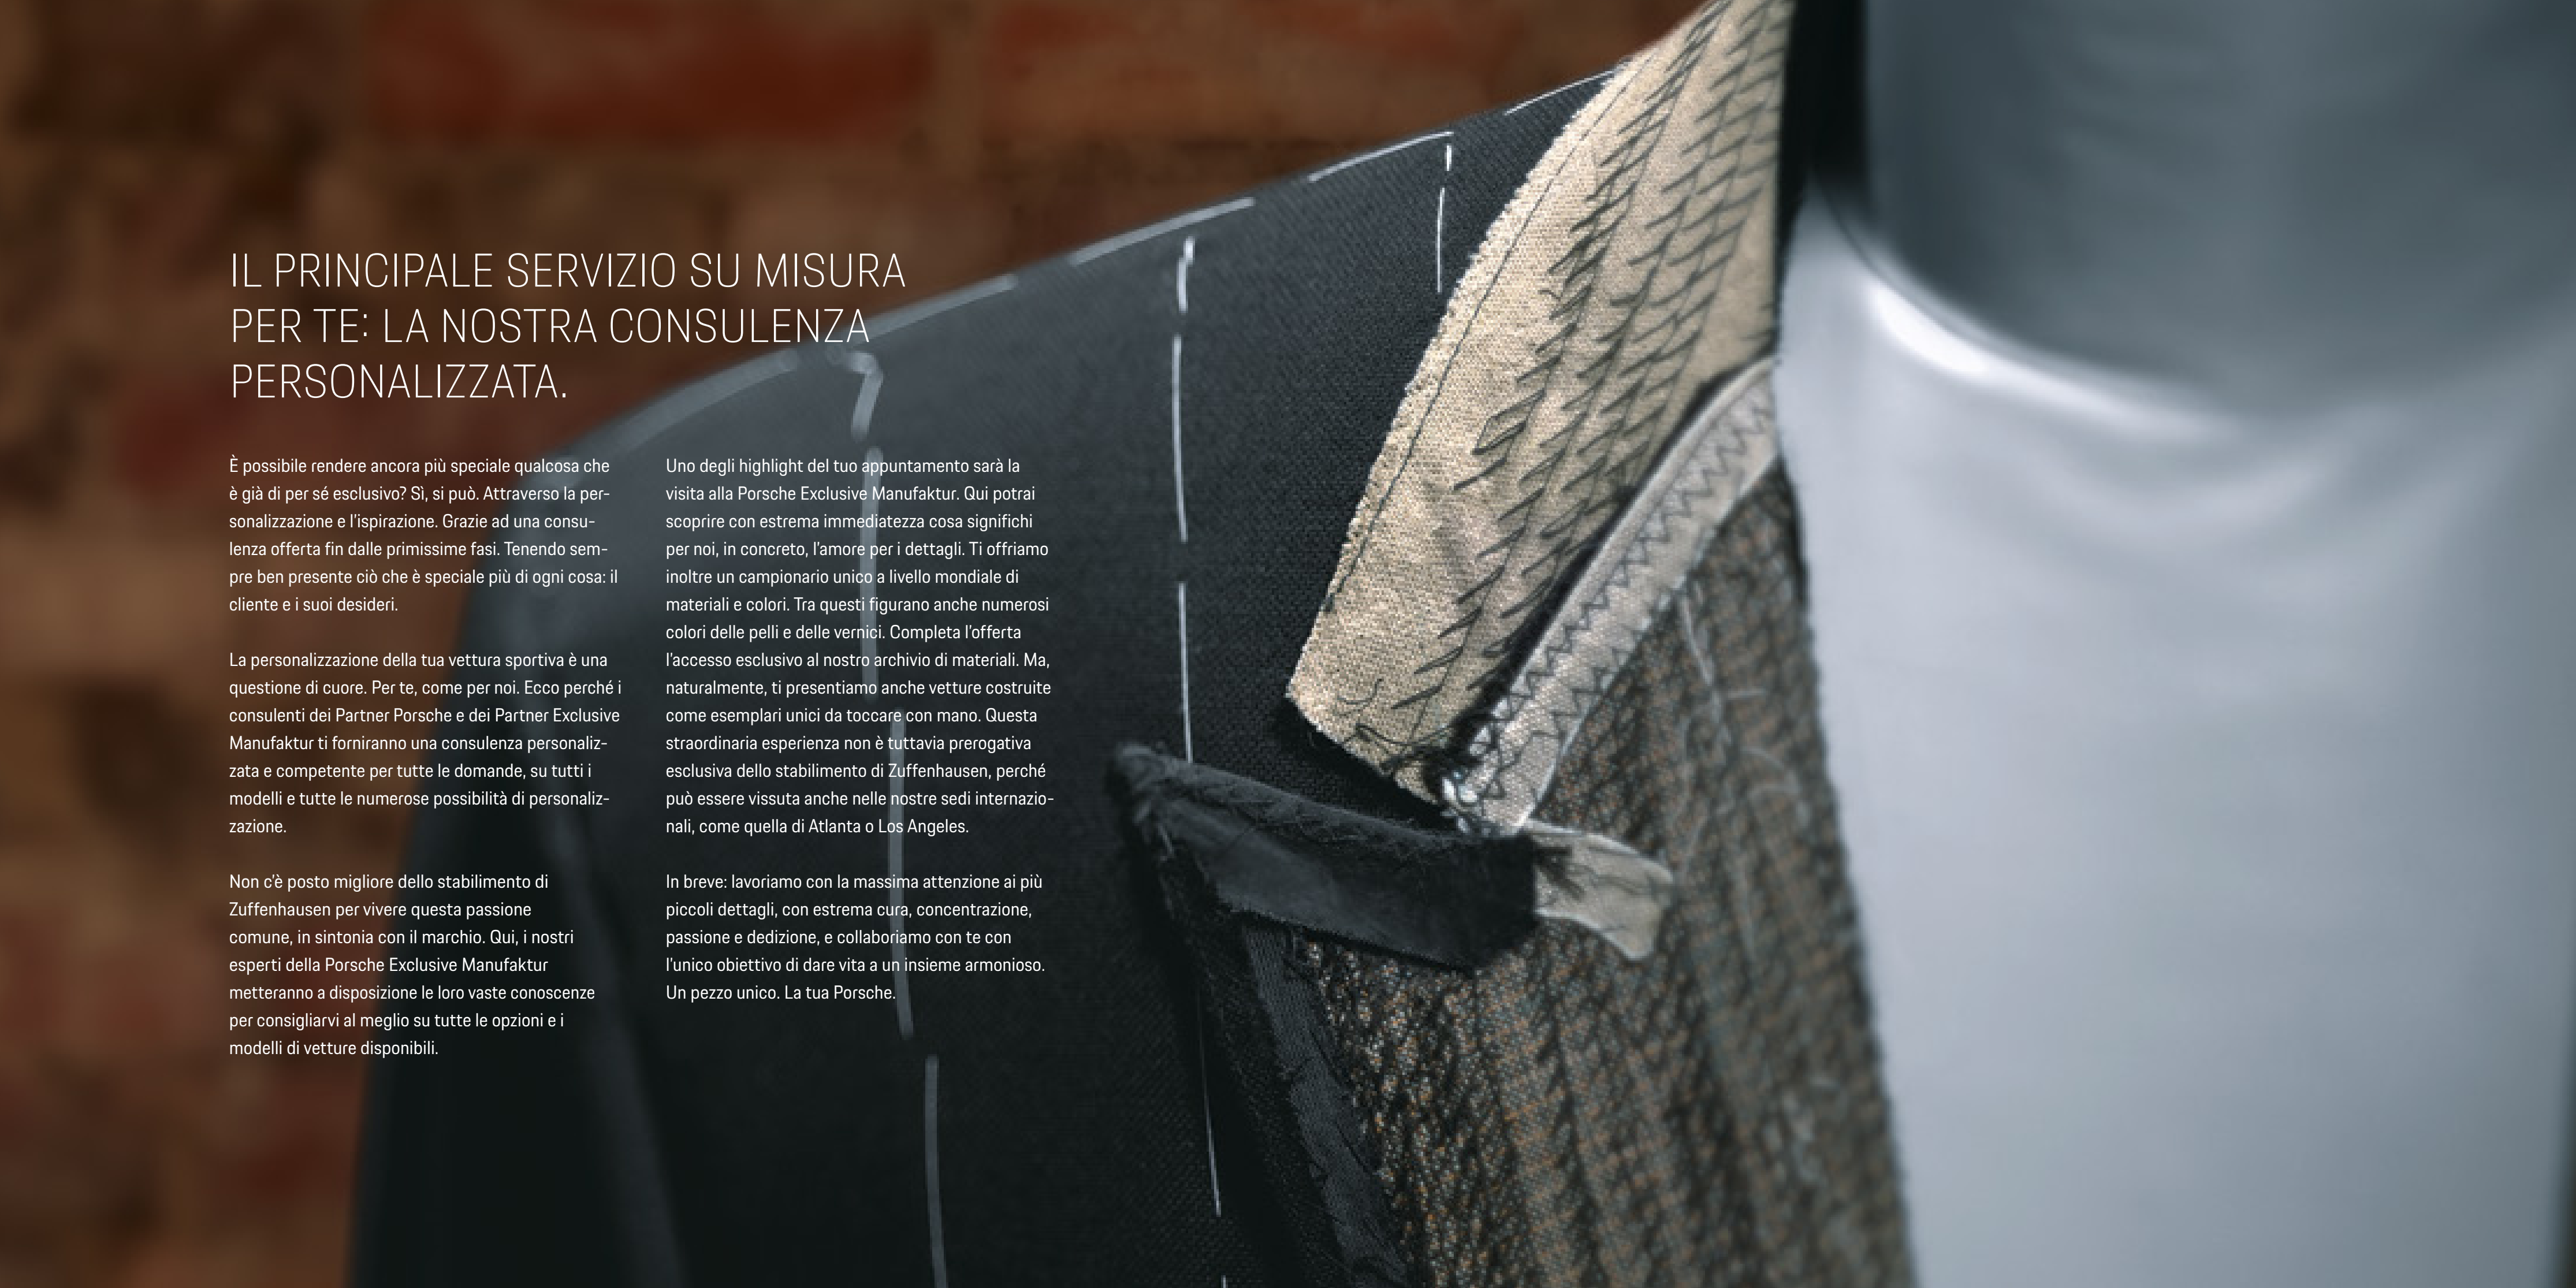 IL PRINCIPALE SERVIZIO SU MISURA
PER TE: LA NOSTRA CONSULENZA
PERSONALIZZATA.
È possibile rendere ancora più speciale qualcosa che
è già di per sé esclusivo? Sì, si può. Attraverso la per-
sonalizzazione e l'ispirazione. Grazie ad una consu-
lenza offerta fin dalle primissime fasi. Tenendo sem-
pre ben presente ciò che è speciale più di ogni cosa: il
cliente e i suoi desideri.
La personalizzazione della tua vettura sportiva è una
questione di cuore. Per te, come per noi. Ecco perché i
consulenti dei Partner Porsche e dei Partner Exclusive
Manufaktur ti forniranno una consulenza personaliz-
zata e competente per tutte le domande, su tutti i
modelli e tutte le numerose possibilità di personaliz-
zazione.
Non c'è posto migliore dello stabilimento di
Zuffenhausen per vivere questa passione
comune, in sintonia con il marchio. Qui, i nostri
esperti della Porsche Exclusive Manufaktur
metteranno a disposizione le loro vaste conoscenze
per consigliarvi al meglio su tutte le opzioni e i
modelli di vetture disponibili.
Uno degli highlight del tuo appuntamento sarà la
visita alla Porsche Exclusive Manufaktur. Qui potrai
scoprire con estrema immediatezza cosa significhi
per noi, in concreto, l'amore per i dettagli. Ti offriamo
inoltre un campionario unico a livello mondiale di
materiali e colori. Tra questi figurano anche numerosi
colori delle pelli e delle vernici. Completa l'offerta
l'accesso esclusivo al nostro archivio di materiali. Ma,
naturalmente, ti presentiamo anche vetture costruite
come esemplari unici da toccare con mano. Questa
straordinaria esperienza non è tuttavia prerogativa
esclusiva dello stabilimento di Zuffenhausen, perché
può essere vissuta anche nelle nostre sedi internazio-
nali, come quella di Atlanta o Los Angeles.
In breve: lavoriamo con la massima attenzione ai più
piccoli dettagli, con estrema cura, concentrazione,
passione e dedizione, e collaboriamo con te con
l'unico obiettivo di dare vita a un insieme armonioso.
Un pezzo unico. La tua Porsche.